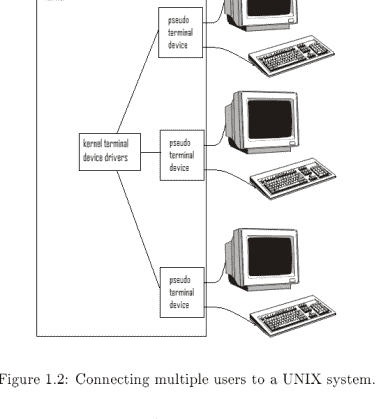 pseudo
terminal
device
kernel terminal
device drivers
pseudo
terminal
device
pseudo
terminal
device
Figure 1.2: Connecting multiple users to a UNIX system.